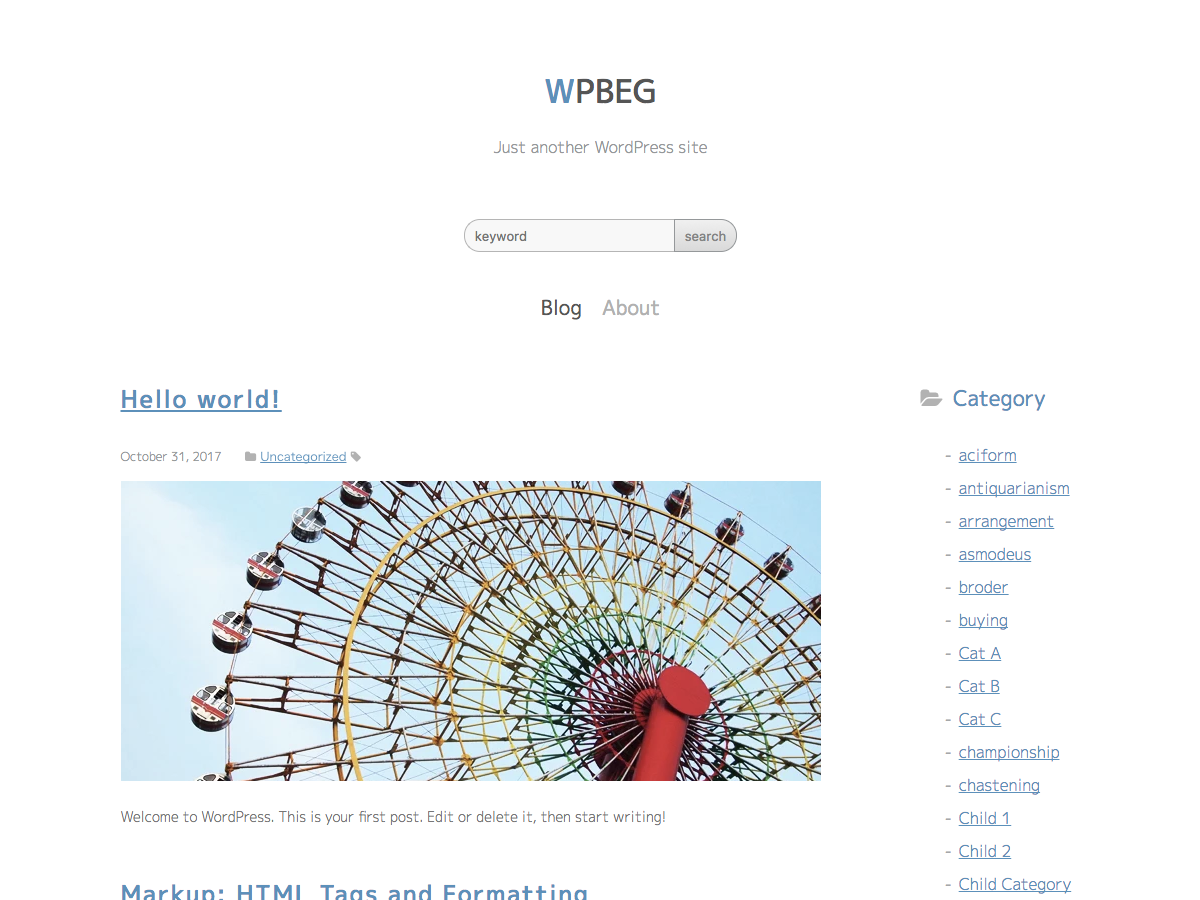 WPBEG
Just another WordPress site
keyword search
Blog About
Hello world!
October 31, 2017 Uncategorized
Welcome to WordPress. This is your first post. Edit or delete it, then start writing!
Markup: HTML Tags and Formatting
Category
- aciform
- antiquarianism
- arrangement
- asmodeus
- broder
- buying
- Cat A
- Cat B
- Cat C
- championship
- chastening
- Child 1
- Child 2
- Child Category